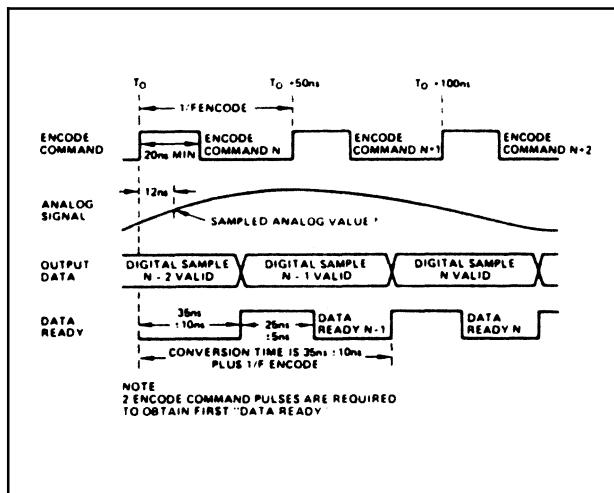 T0 T0 +50ns T0 +100ns
1/FENCODE
ENCODE COMMAND
ENCODE COMMAND N
ENCODE COMMAND N+1
ENCODE COMMAND N+2
20ns MIN
12ns
ANALOG SIGNAL
SAMPLED ANALOG VALUE
OUTPUT DATA
DIGITAL SAMPLE N - 2 VALID
DIGITAL SAMPLE N - 1 VALID
DIGITAL SAMPLE N VALID
DATA READY
±10ns
±5ns
DATA READY N-1
DATA READY N
CONVERSION TIME IS 35ns ±10ns
PLUS 1/F ENCODE
NOTE
2 ENCODE COMMAND PULSES ARE REQUIRED
TO OBTAIN FIRST "DATA READY"